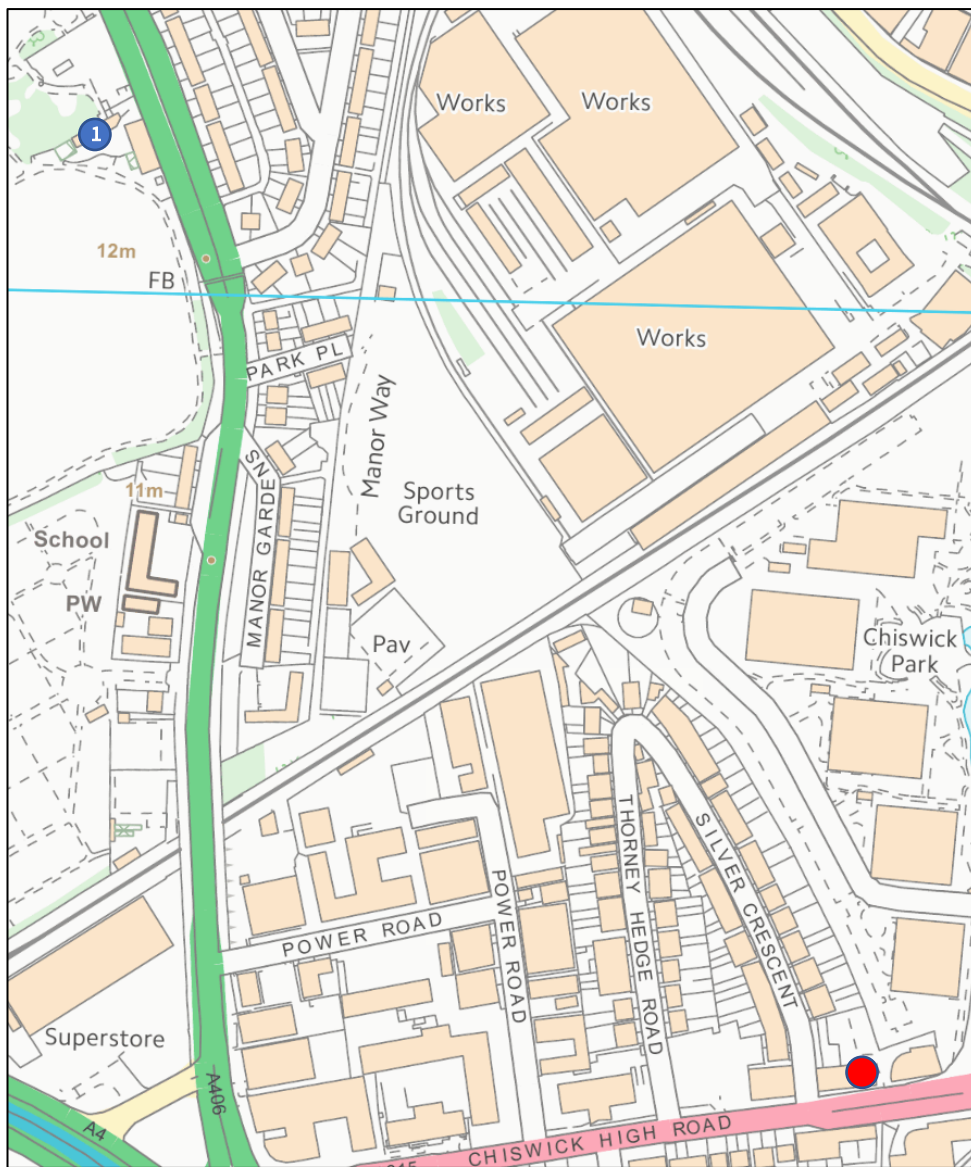 Works
Works
1
12m
FB
Works
PARK PL
Manor Way
Sports
Ground
11m
MANOR GARDENS
School
PW
Pav
Chiswick
Park
THORNEY HEDGE ROAD
SILVER CRESCENT
POWER ROAD
POWER ROAD
Superstore
A406
A4
CHISWICK HIGH ROAD